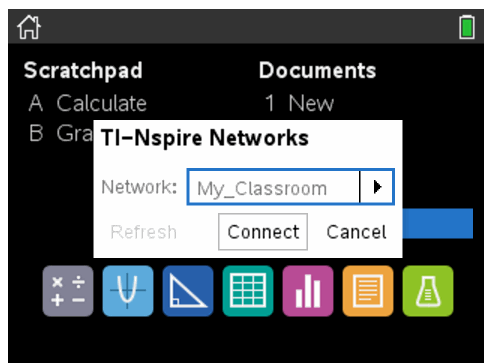 Scratchpad
Documents
A Calculate
1 New
B Gra
TI-Nspire Networks
Network: My_Classroom
Refresh Connect Cancel